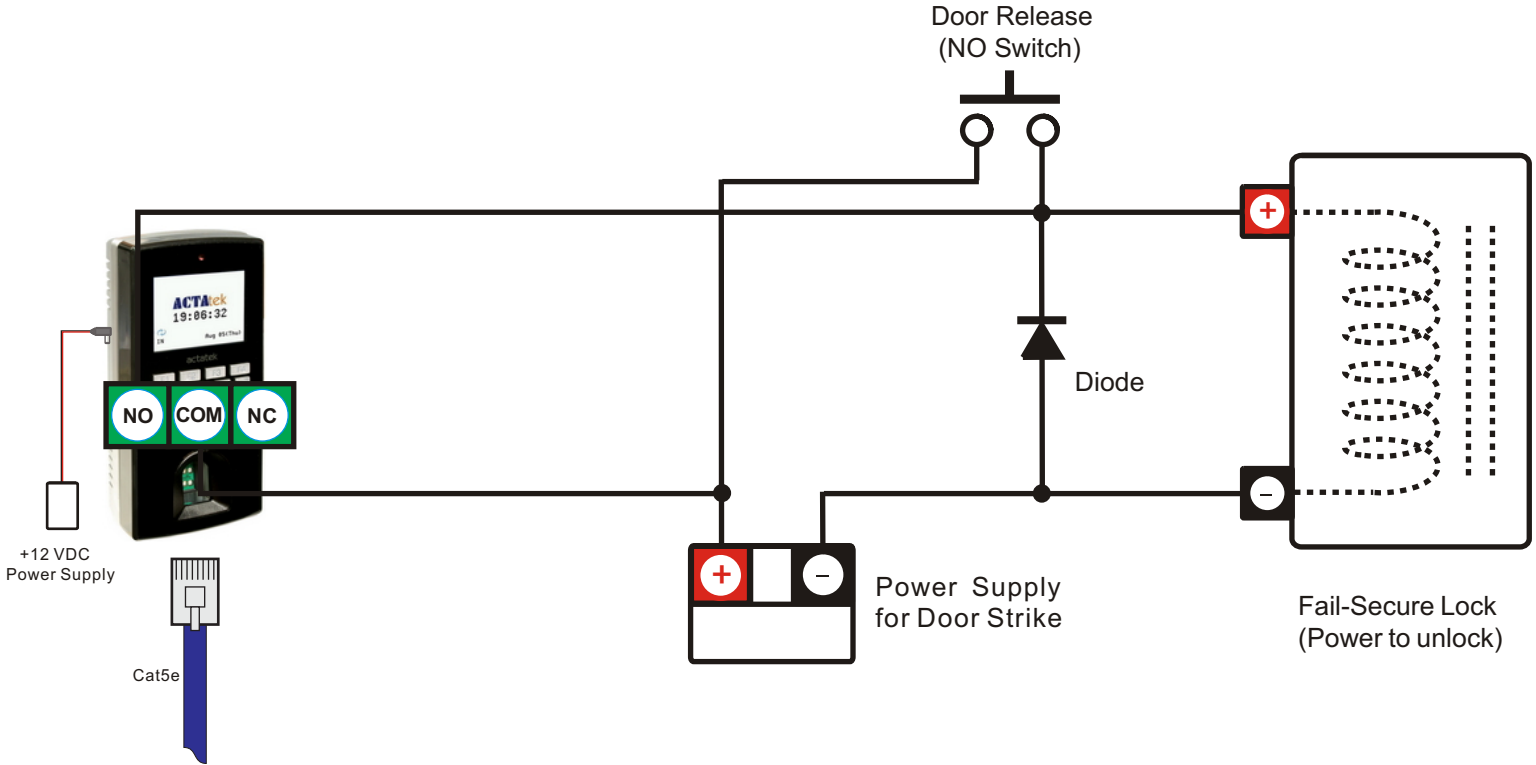 Door Release
(NO Switch)
+
ACTAtek
19:06:32
IN
Aug 05(Thu)
actatek
Diode
NO
COM
NC
–
+12 VDC
Power Supply
+
–
Power Supply
for Door Strike
Fail-Secure Lock
(Power to unlock)
Cat5e